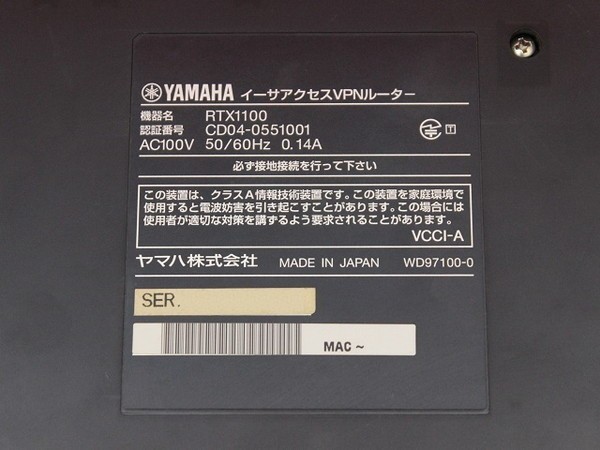 YAMAHA イーサアクセスVPNルーター
機器名 RTX1100
認証番号 CD04-0551001
AC100V 50/60Hz 0.14A
必ず接地接続を行って下さい
この装置は、クラスA情報技術装置です。この装置を家庭環境で
使用すると電波妨害を引き起こすことがあります。この場合には
使用者が適切な対策を講ずるよう要求されることがあります。
VCCI-A
ヤマハ株式会社 MADE IN JAPAN WD97100-0
SER.
MAC ~